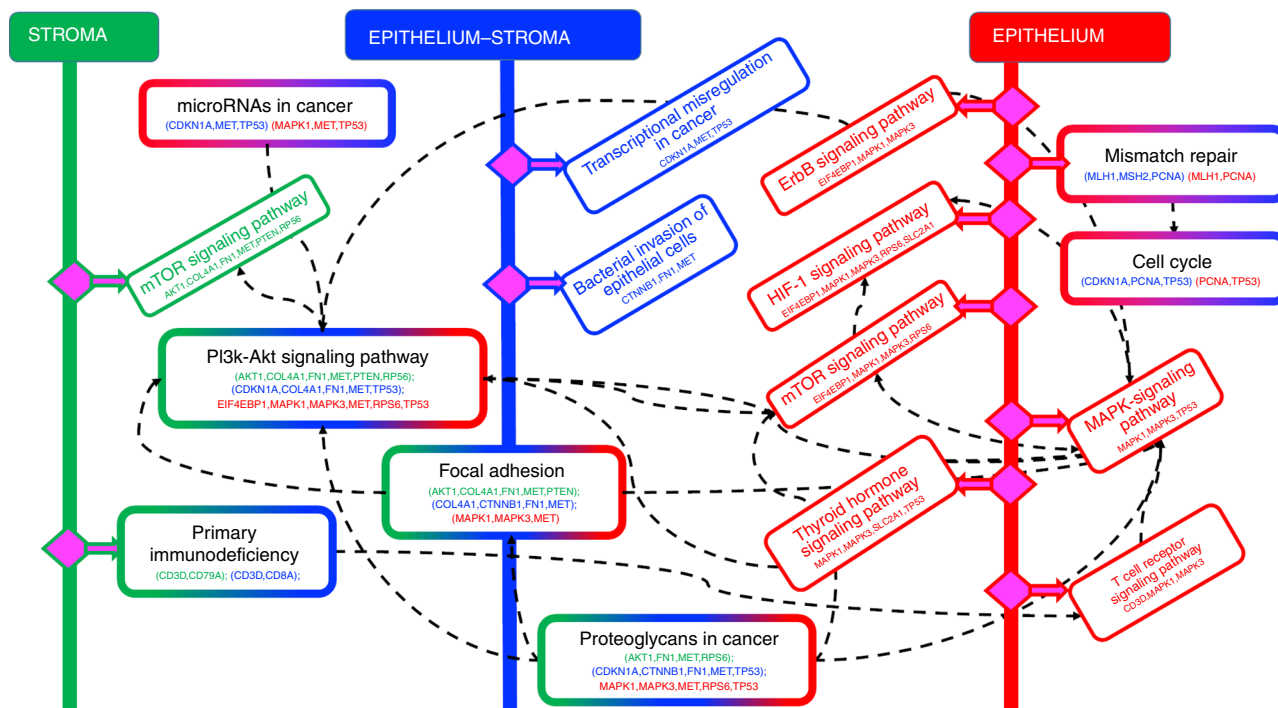 STROMA
EPITHELIUM–STROMA
EPITHELIUM
microRNAs in cancer
(CDKN1A,MET,TP53) (MAPK1,MET,TP53)
mTOR signaling pathway
AKT1,COL4A1,FN1,MET,PTEN,RPS6
PI3k-Akt signaling pathway
(AKT1,COL4A1,FN1,MET,PTEN,RP56);
(CDKN1A,COL4A1,FN1,MET,TP53);
EIF4EBP1,MAPK1,MAPK3,MET,RPS6,TP53
Primary
immunodeficiency
(CD3D,CD79A); (CD3D,CD8A);
Transcriptional misregulation
in cancer
CDKN1A,MET,TP53
Bacterial invasion of
epithelial cells
CTNNB1,FN1,MET
Focal adhesion
(AKT1,COL4A1,FN1,MET,PTEN);
(COL4A1,CTNNB1,FN1,MET);
(MAPK1,MAPK3,MET)
Proteoglycans in cancer
(AKT1,FN1,MET,RPS6);
(CDKN1A,CTNNB1,FN1,MET,TP53);
MAPK1,MAPK3,MET,RPS6,TP53
ErbB signaling pathway
EIF4EBP1,MAPK1,MAPK3
HIF-1 signaling pathway
EIF4EBP1,MAPK1,MAPK3,RPS6,SLC2A1
mTOR signaling pathway
EIF4EBP1,MAPK1,MAPK3,RPS6
Thyroid hormone
signaling pathway
MAPK1,MAPK3,SLC2A1,TP53
Mismatch repair
(MLH1,MSH2,PCNA) (MLH1,PCNA)
Cell cycle
(CDKN1A,PCNA,TP53) (PCNA,TP53)
MAPK-signaling
pathway
MAPK1,MAPK3,TP53
T cell receptor
signaling pathway
CD3D,MAPK1,MAPK3